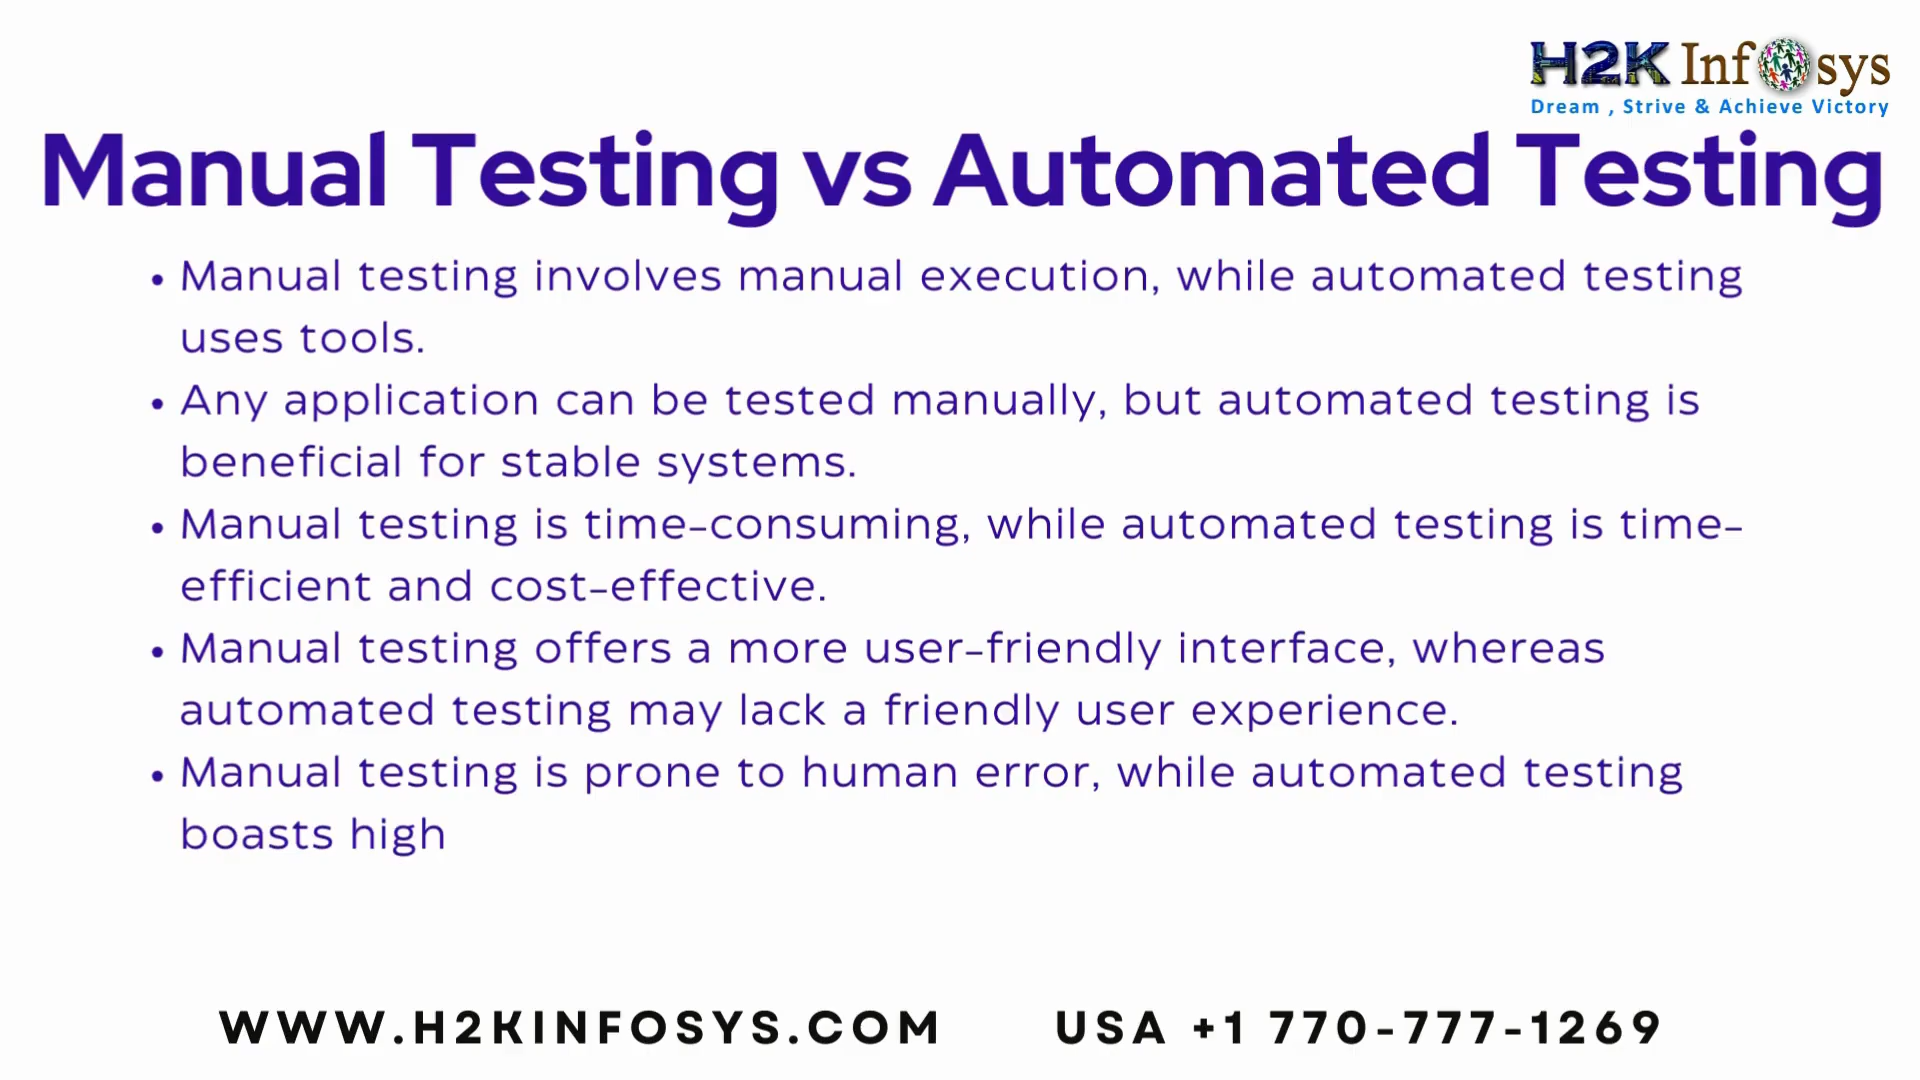 H2K Infosys
Dream , Strive & Achieve Victory
Manual Testing vs Automated Testing
• Manual testing involves manual execution, while automated testing
uses tools.
• Any application can be tested manually, but automated testing is
beneficial for stable systems.
• Manual testing is time-consuming, while automated testing is time-
efficient and cost-effective.
• Manual testing offers a more user-friendly interface, whereas
automated testing may lack a friendly user experience.
• Manual testing is prone to human error, while automated testing
boasts high
WWW.H2KINFOSYS.COM USA +1 770-777-1269